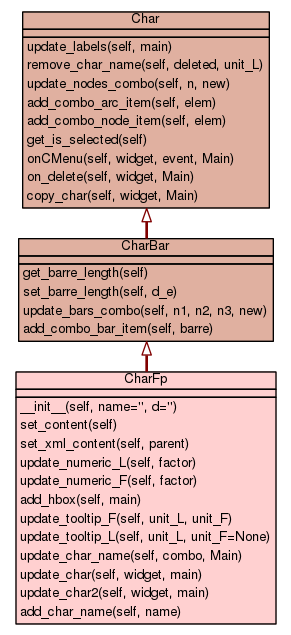 Char
update_labels(self, main)
remove_char_name(self, deleted, unit_L)
update_nodes_combo(self, n, new)
add_combo_arc_item(self, elem)
add_combo_node_item(self, elem)
get_is_selected(self)
onCMenu(self, widget, event, Main)
on_delete(self, widget, Main)
copy_char(self, widget, Main)
CharBar
get_barre_length(self)
set_barre_length(self, d_e)
update_bars_combo(self, n1, n2, n3, new)
add_combo_bar_item(self, barre)
CharFp
__init__(self, name='', d='')
set_content(self)
set_xml_content(self, parent)
update_numeric_L(self, factor)
update_numeric_F(self, factor)
add_hbox(self, main)
update_tooltip_F(self, unit_L, unit_F)
update_tooltip_L(self, unit_L, unit_F=None)
update_char_name(self, combo, Main)
update_char(self, widget, main)
update_char2(self, widget, main)
add_char_name(self, name)